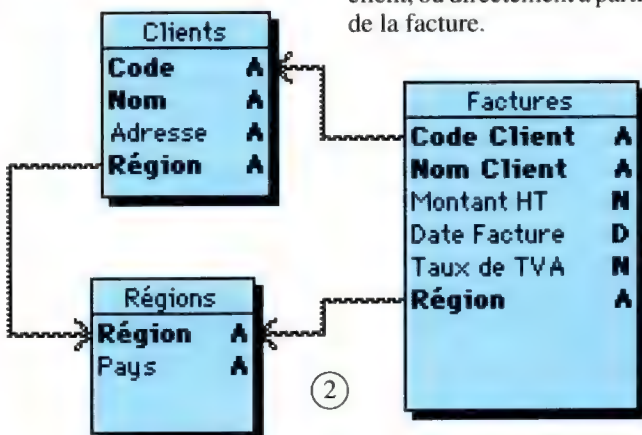 client, ou directement à part
de la facture.
Clients
Code A
Nom A
Adresse A
Région A
Factures
Code Client A
Nom Client A
Montant HT N
Date Facture D
Taux de TVA N
Région A
Régions
Région A
Pays A
2